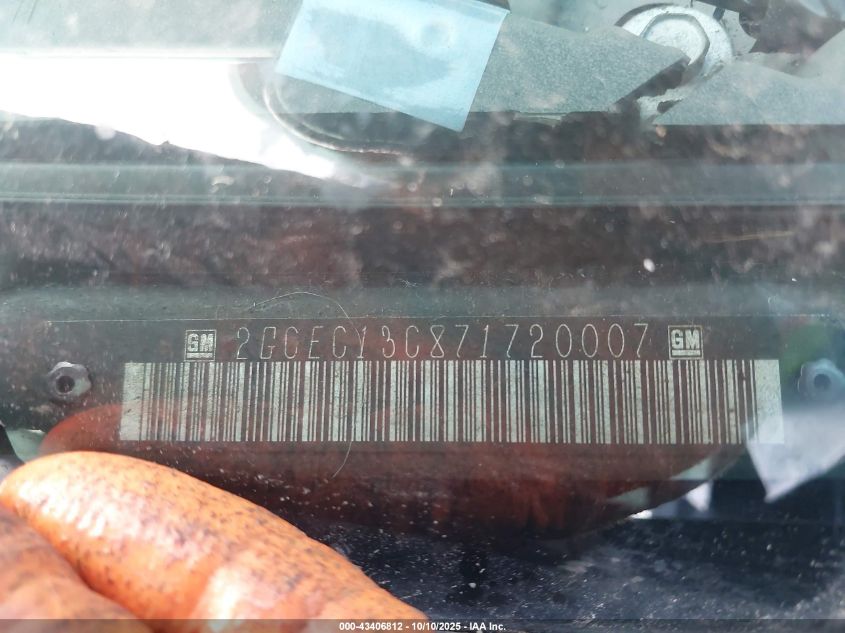 GM 2GCEC13C871720007 GM
000-43406812 - 10/10/2025 - IAA Inc.